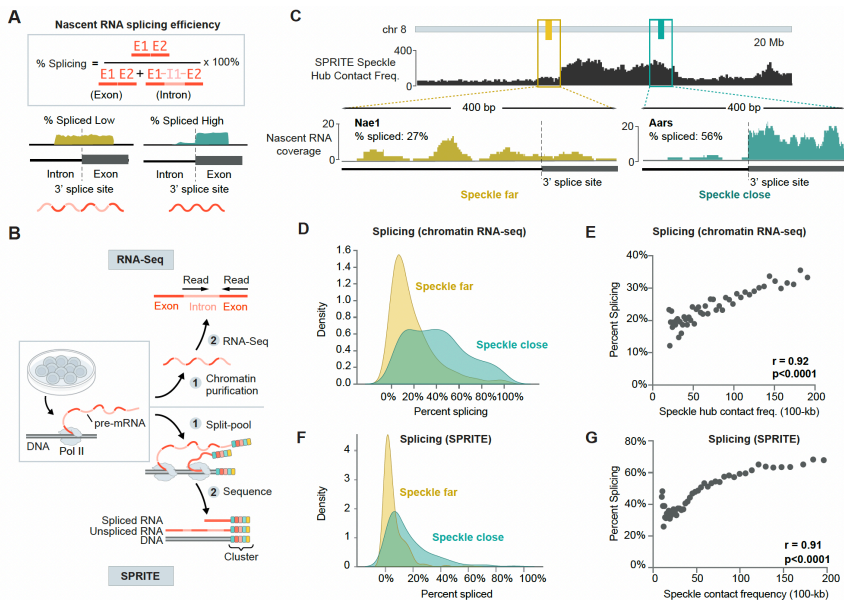 A
Nascent RNA splicing efficiency
% Splicing = E1 E2 / E1 E2 + E1-I1-E2 x 100%
(Exon) (Intron)
% Spliced Low
% Spliced High
Intron Exon
Intron Exon
3' splice site
3' splice site
B
RNA-Seq
Read Read
Exon Intron Exon
2 RNA-Seq
1 Chromatin
purification
pre-mRNA
DNA
Pol II
1 Split-pool
2 Sequence
Spliced RNA
Unspliced RNA
DNA
Cluster
SPRITE
C
chr 8
20 Mb
SPRITE Speckle
Hub Contact Freq.
400
0
400 bp
400 bp
Nascent RNA
coverage
20
0
Nae1
% spliced: 27%
3' splice site
Speckle far
20
0
Aars
% spliced: 56%
3' splice site
Speckle close
D
Splicing (chromatin RNA-seq)
Density
1.6
1.4
1.2
1.0
0.8
0.6
0.4
0.2
0.0
Speckle far
Speckle close
0% 20% 40% 60% 80% 100%
Percent splicing
E
Splicing (chromatin RNA-seq)
Percent Splicing
40%
30%
20%
10%
0%
r = 0.92
p<0.0001
0 50 100 150 200
Speckle hub contact freq. (100-kb)
F
Splicing (SPRITE)
Density
4
3
2
1
0
Speckle far
Speckle close
0% 20% 40% 60% 80% 100%
Percent spliced
G
Splicing (SPRITE)
Percent Splicing
80%
60%
40%
20%
0%
r = 0.91
p<0.0001
0 50 100 150 200
Speckle contact frequency (100-kb)